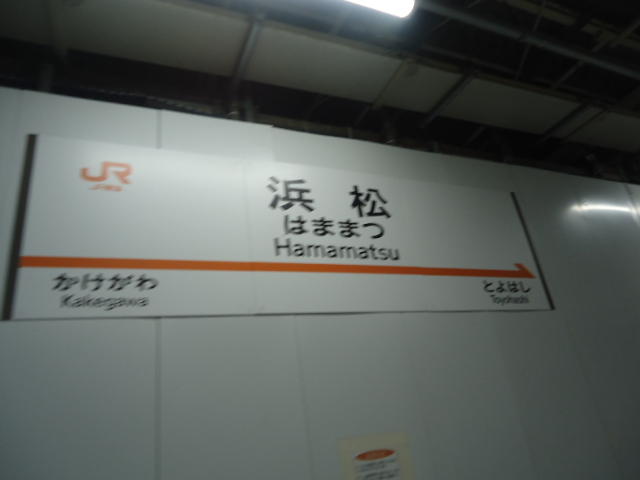 JR
浜松
はままつ
Hamamatsu
かけがわ
Kakegawa
とよはし
Toyohashi